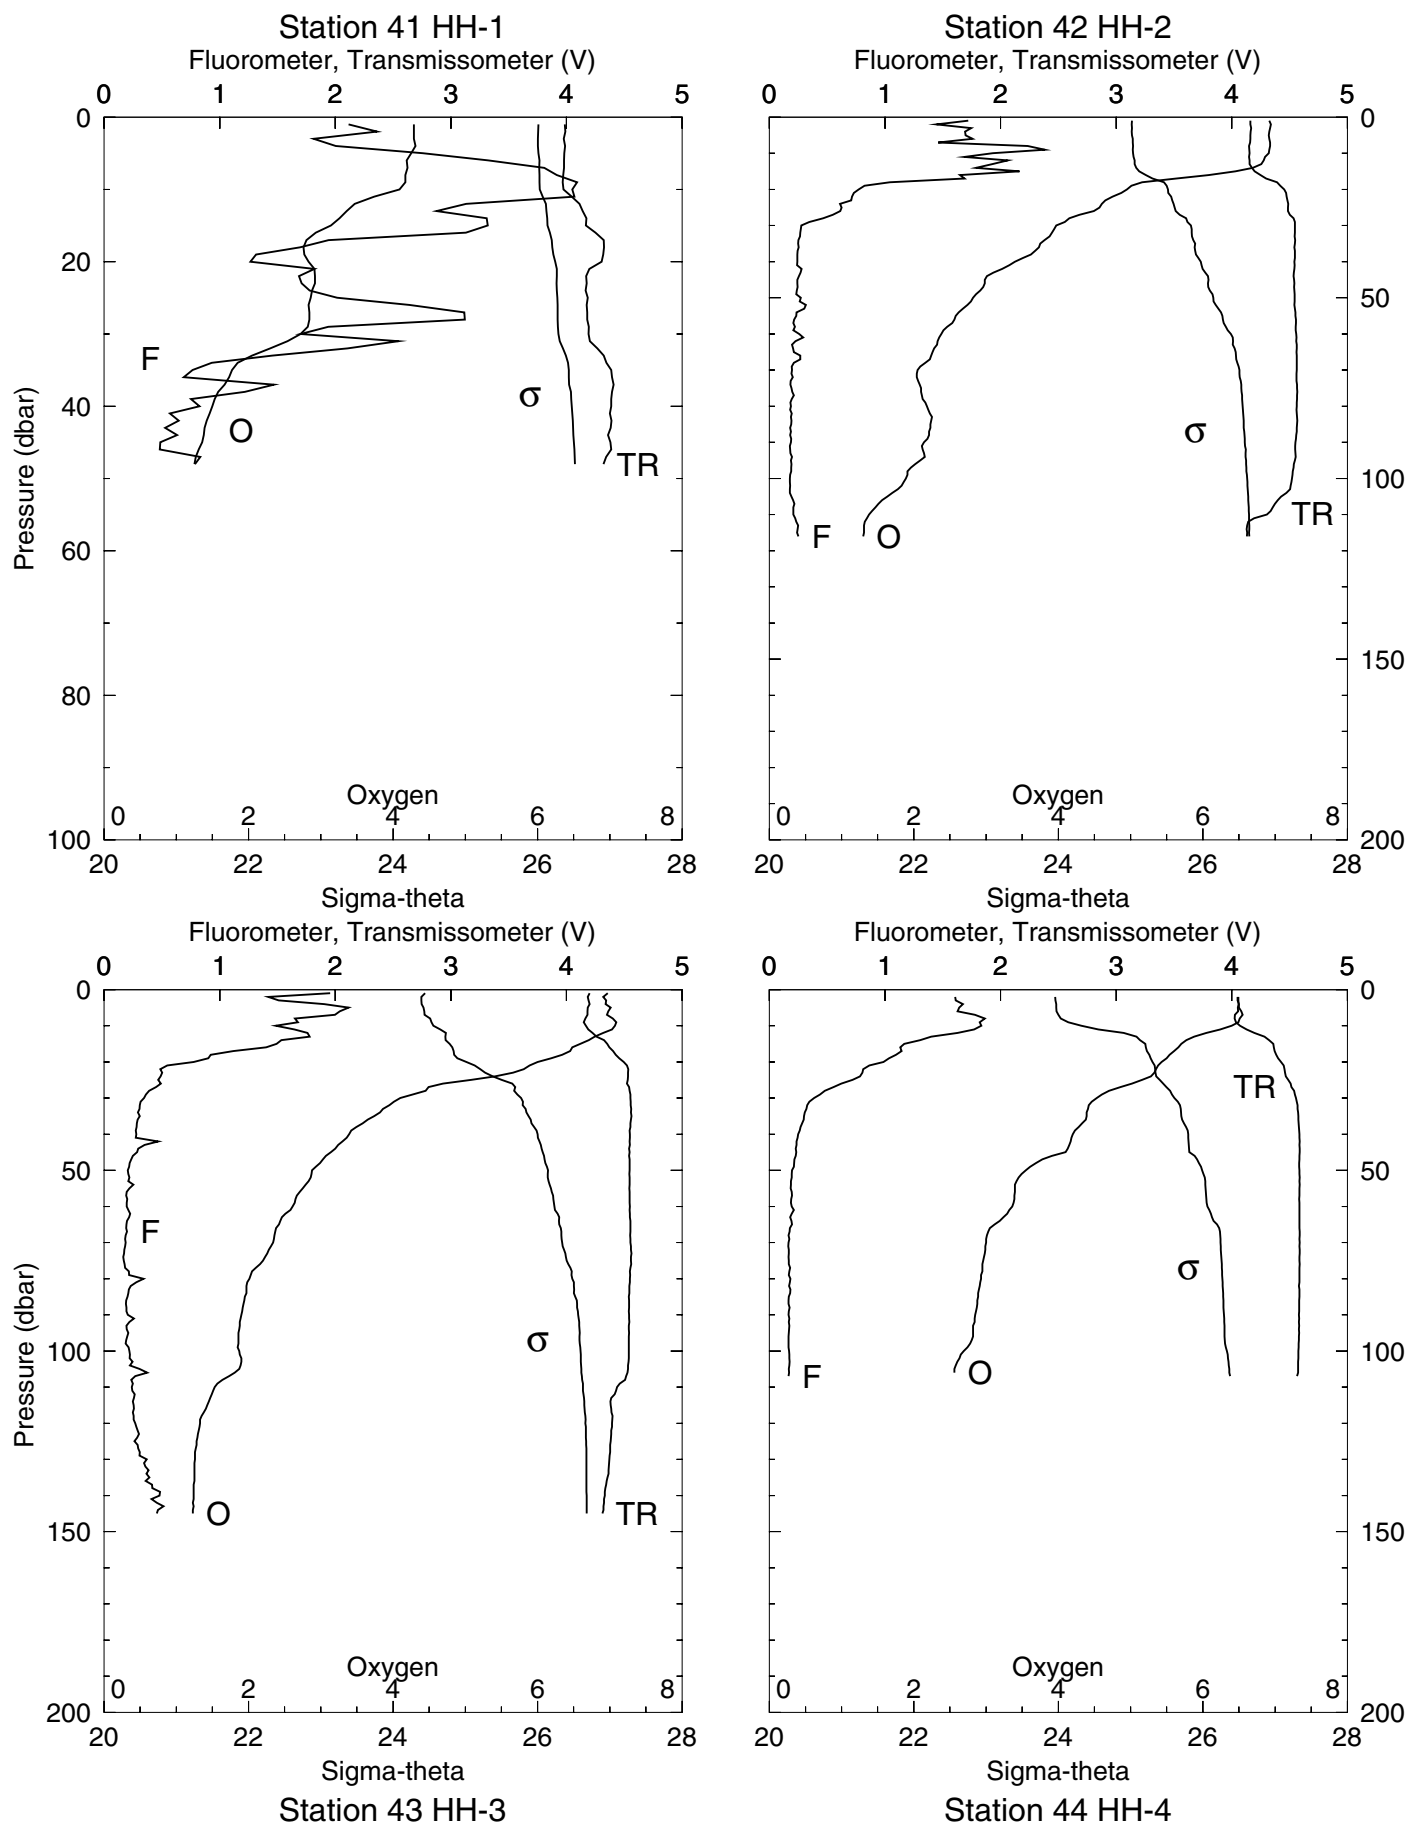 Station 41 HH-1
Fluorometer, Transmissometer (V)
0 1 2 3 4 5
0
20
40
60
80
100
Pressure (dbar)
F
O
σ
TR
Oxygen
0 2 4 6 8
20 22 24 26 28
Sigma-theta
Station 42 HH-2
Fluorometer, Transmissometer (V)
0 1 2 3 4 5
0
50
100
150
200
σ
TR
F
O
Oxygen
0 2 4 6 8
20 22 24 26 28
Sigma-theta
Fluorometer, Transmissometer (V)
0 1 2 3 4 5
0
50
100
150
200
Pressure (dbar)
F
σ
O
TR
Oxygen
0 2 4 6 8
20 22 24 26 28
Sigma-theta
Station 43 HH-3
Fluorometer, Transmissometer (V)
0 1 2 3 4 5
0
50
100
150
200
TR
σ
F
O
Oxygen
0 2 4 6 8
20 22 24 26 28
Sigma-theta
Station 44 HH-4